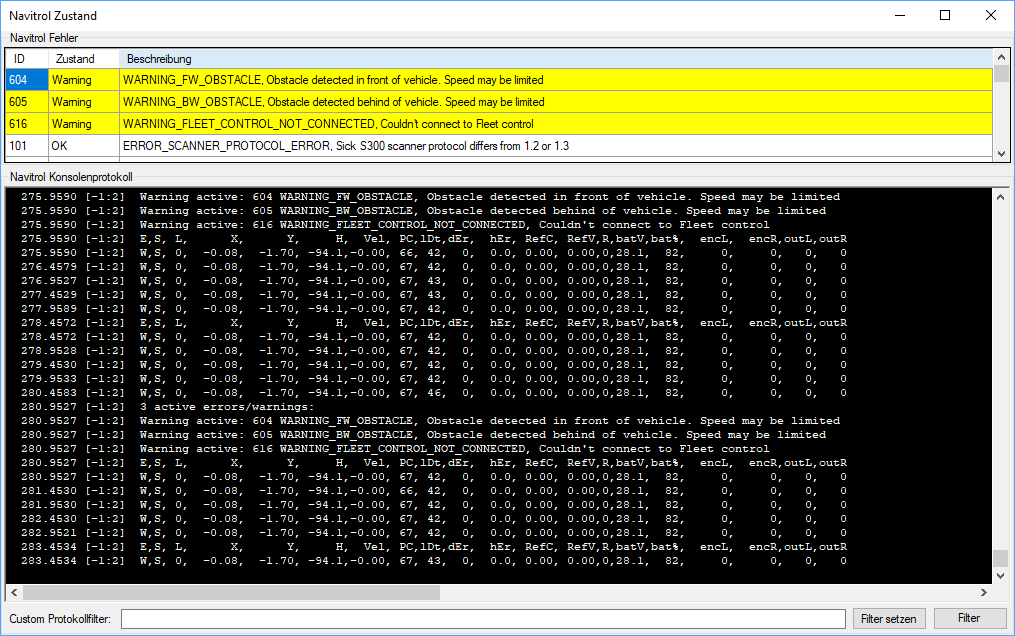 Navitrol Zustand
Navitrol Fehler
ID Zustand Beschreibung
604 Warning WARNING_FW_OBSTACLE, Obstacle detected in front of vehicle. Speed may be limited
605 Warning WARNING_BW_OBSTACLE, Obstacle detected behind of vehicle. Speed may be limited
616 Warning WARNING_FLEET_CONTROL_NOT_CONNECTED, Couldn't connect to Fleet control
101 OK ERROR_SCANNER_PROTOCOL_ERROR, Sick S300 scanner protocol differs from 1.2 or 1.3
Navitrol Konsolenprotokoll
275.9590 [-1:2] Warning active: 604 WARNING_FW_OBSTACLE, Obstacle detected in front of vehicle. Speed may be limited
275.9590 [-1:2] Warning active: 605 WARNING_BW_OBSTACLE, Obstacle detected behind of vehicle. Speed may be limited
275.9590 [-1:2] Warning active: 616 WARNING_FLEET_CONTROL_NOT_CONNECTED, Couldn't connect to Fleet control
275.9590 [-1:2] E,S, L, X, Y, H, Vel, PC,lDt,dEr, hEr, RefC, RefV,R,batV,bat%, encL, encR,outL,outR
275.9590 [-1:2] W,S, 0, -0.08, -1.70, -94.1,-0.00, 66, 42, 0, 0.0, 0.00, 0.00,0,28.1, 82, 0, 0, 0, 0
276.4579 [-1:2] W,S, 0, -0.08, -1.70, -94.1,-0.00, 67, 42, 0, 0.0, 0.00, 0.00,0,28.1, 82, 0, 0, 0, 0
276.9527 [-1:2] W,S, 0, -0.08, -1.70, -94.1,-0.00, 67, 43, 0, 0.0, 0.00, 0.00,0,28.1, 82, 0, 0, 0, 0
277.4529 [-1:2] W,S, 0, -0.08, -1.70, -94.1,-0.00, 67, 43, 0, 0.0, 0.00, 0.00,0,28.1, 82, 0, 0, 0, 0
277.9589 [-1:2] W,S, 0, -0.08, -1.70, -94.1,-0.00, 67, 42, 0, 0.0, 0.00, 0.00,0,28.1, 82, 0, 0, 0, 0
278.4572 [-1:2] E,S, L, X, Y, H, Vel, PC,lDt,dEr, hEr, RefC, RefV,R,batV,bat%, encL, encR,outL,outR
278.4572 [-1:2] W,S, 0, -0.08, -1.70, -94.1,-0.00, 67, 42, 0, 0.0, 0.00, 0.00,0,28.1, 82, 0, 0, 0, 0
278.9528 [-1:2] W,S, 0, -0.08, -1.70, -94.1,-0.00, 67, 42, 0, 0.0, 0.00, 0.00,0,28.1, 82, 0, 0, 0, 0
279.4530 [-1:2] W,S, 0, -0.08, -1.70, -94.1,-0.00, 67, 42, 0, 0.0, 0.00, 0.00,0,28.1, 82, 0, 0, 0, 0
279.9533 [-1:2] W,S, 0, -0.08, -1.70, -94.1,-0.00, 67, 42, 0, 0.0, 0.00, 0.00,0,28.1, 82, 0, 0, 0, 0
280.4583 [-1:2] W,S, 0, -0.08, -1.70, -94.1,-0.00, 67, 46, 0, 0.0, 0.00, 0.00,0,28.1, 82, 0, 0, 0, 0
280.9527 [-1:2] 3 active errors/warnings:
280.9527 [-1:2] Warning active: 604 WARNING_FW_OBSTACLE, Obstacle detected in front of vehicle. Speed may be limited
280.9527 [-1:2] Warning active: 605 WARNING_BW_OBSTACLE, Obstacle detected behind of vehicle. Speed may be limited
280.9527 [-1:2] Warning active: 616 WARNING_FLEET_CONTROL_NOT_CONNECTED, Couldn't connect to Fleet control
280.9527 [-1:2] E,S, L, X, Y, H, Vel, PC,lDt,dEr, hEr, RefC, RefV,R,batV,bat%, encL, encR,outL,outR
280.9527 [-1:2] W,S, 0, -0.08, -1.70, -94.1,-0.00, 67, 42, 0, 0.0, 0.00, 0.00,0,28.1, 82, 0, 0, 0, 0
281.4530 [-1:2] W,S, 0, -0.08, -1.70, -94.1,-0.00, 66, 42, 0, 0.0, 0.00, 0.00,0,28.1, 82, 0, 0, 0, 0
281.9530 [-1:2] W,S, 0, -0.08, -1.70, -94.1,-0.00, 67, 42, 0, 0.0, 0.00, 0.00,0,28.1, 82, 0, 0, 0, 0
282.4530 [-1:2] W,S, 0, -0.08, -1.70, -94.1,-0.00, 67, 42, 0, 0.0, 0.00, 0.00,0,28.1, 82, 0, 0, 0, 0
282.9521 [-1:2] W,S, 0, -0.08, -1.70, -94.1,-0.00, 67, 42, 0, 0.0, 0.00, 0.00,0,28.1, 82, 0, 0, 0, 0
283.4534 [-1:2] E,S, L, X, Y, H, Vel, PC,lDt,dEr, hEr, RefC, RefV,R,batV,bat%, encL, encR,outL,outR
283.4534 [-1:2] W,S, 0, -0.08, -1.70, -94.1,-0.00, 67, 43, 0, 0.0, 0.00, 0.00,0,28.1, 82, 0, 0, 0, 0
Custom Protokollfilter: Filter setzen Filter